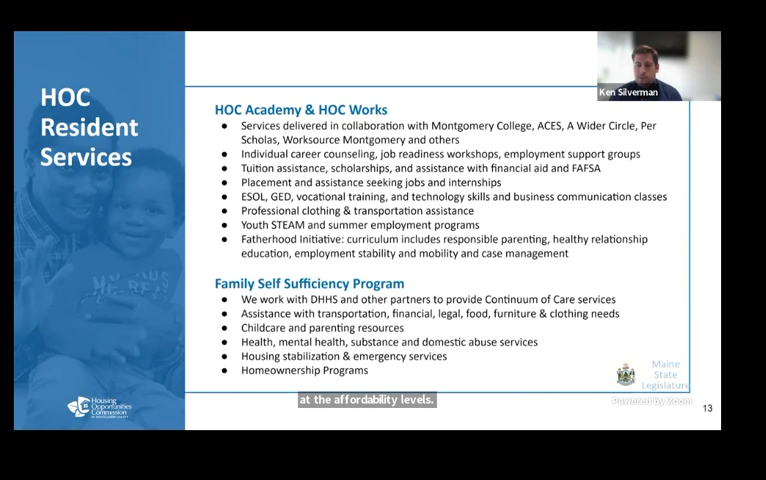 HOC
Resident
Services
Ken Silverman
HOC Academy & HOC Works
● Services delivered in collaboration with Montgomery College, ACES, A Wider Circle, Per
Scholas, Worksource Montgomery and others
● Individual career counseling, job readiness workshops, employment support groups
● Tuition assistance, scholarships, and assistance with financial aid and FAFSA
● Placement and assistance seeking jobs and internships
● ESOL, GED, vocational training, and technology skills and business communication classes
● Professional clothing & transportation assistance
● Youth STEAM and summer employment programs
● Fatherhood Initiative: curriculum includes responsible parenting, healthy relationship
education, employment stability and mobility and case management
Family Self Sufficiency Program
● We work with DHHS and other partners to provide Continuum of Care services
● Assistance with transportation, financial, legal, food, furniture & clothing needs
● Childcare and parenting resources
● Health, mental health, substance and domestic abuse services
● Housing stabilization & emergency services
● Homeownership Programs
Maine
State
Legislature
Powered by Zoom
Housing
Opportunities
Commission
at the affordability levels.
13